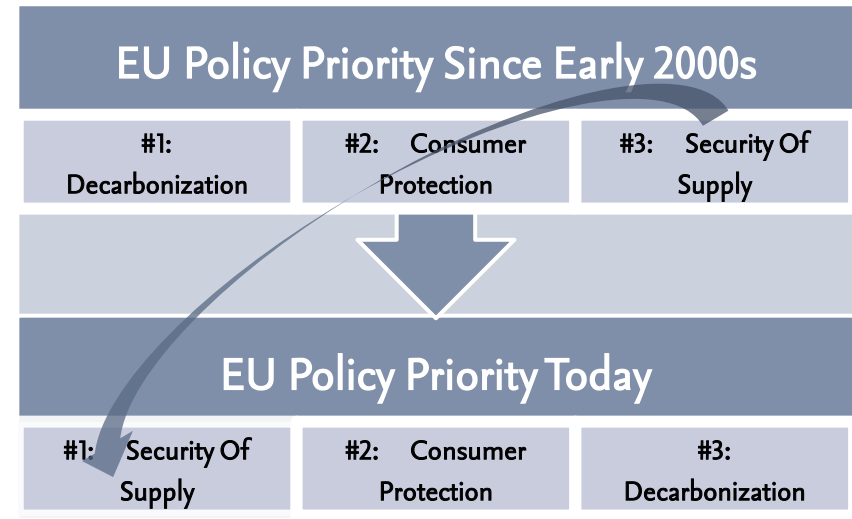 EU Policy Priority Since Early 2000s
#1:
Decarbonization
#2: Consumer
Protection
#3: Security Of
Supply
EU Policy Priority Today
#1: Security Of
Supply
#2: Consumer
Protection
#3:
Decarbonization